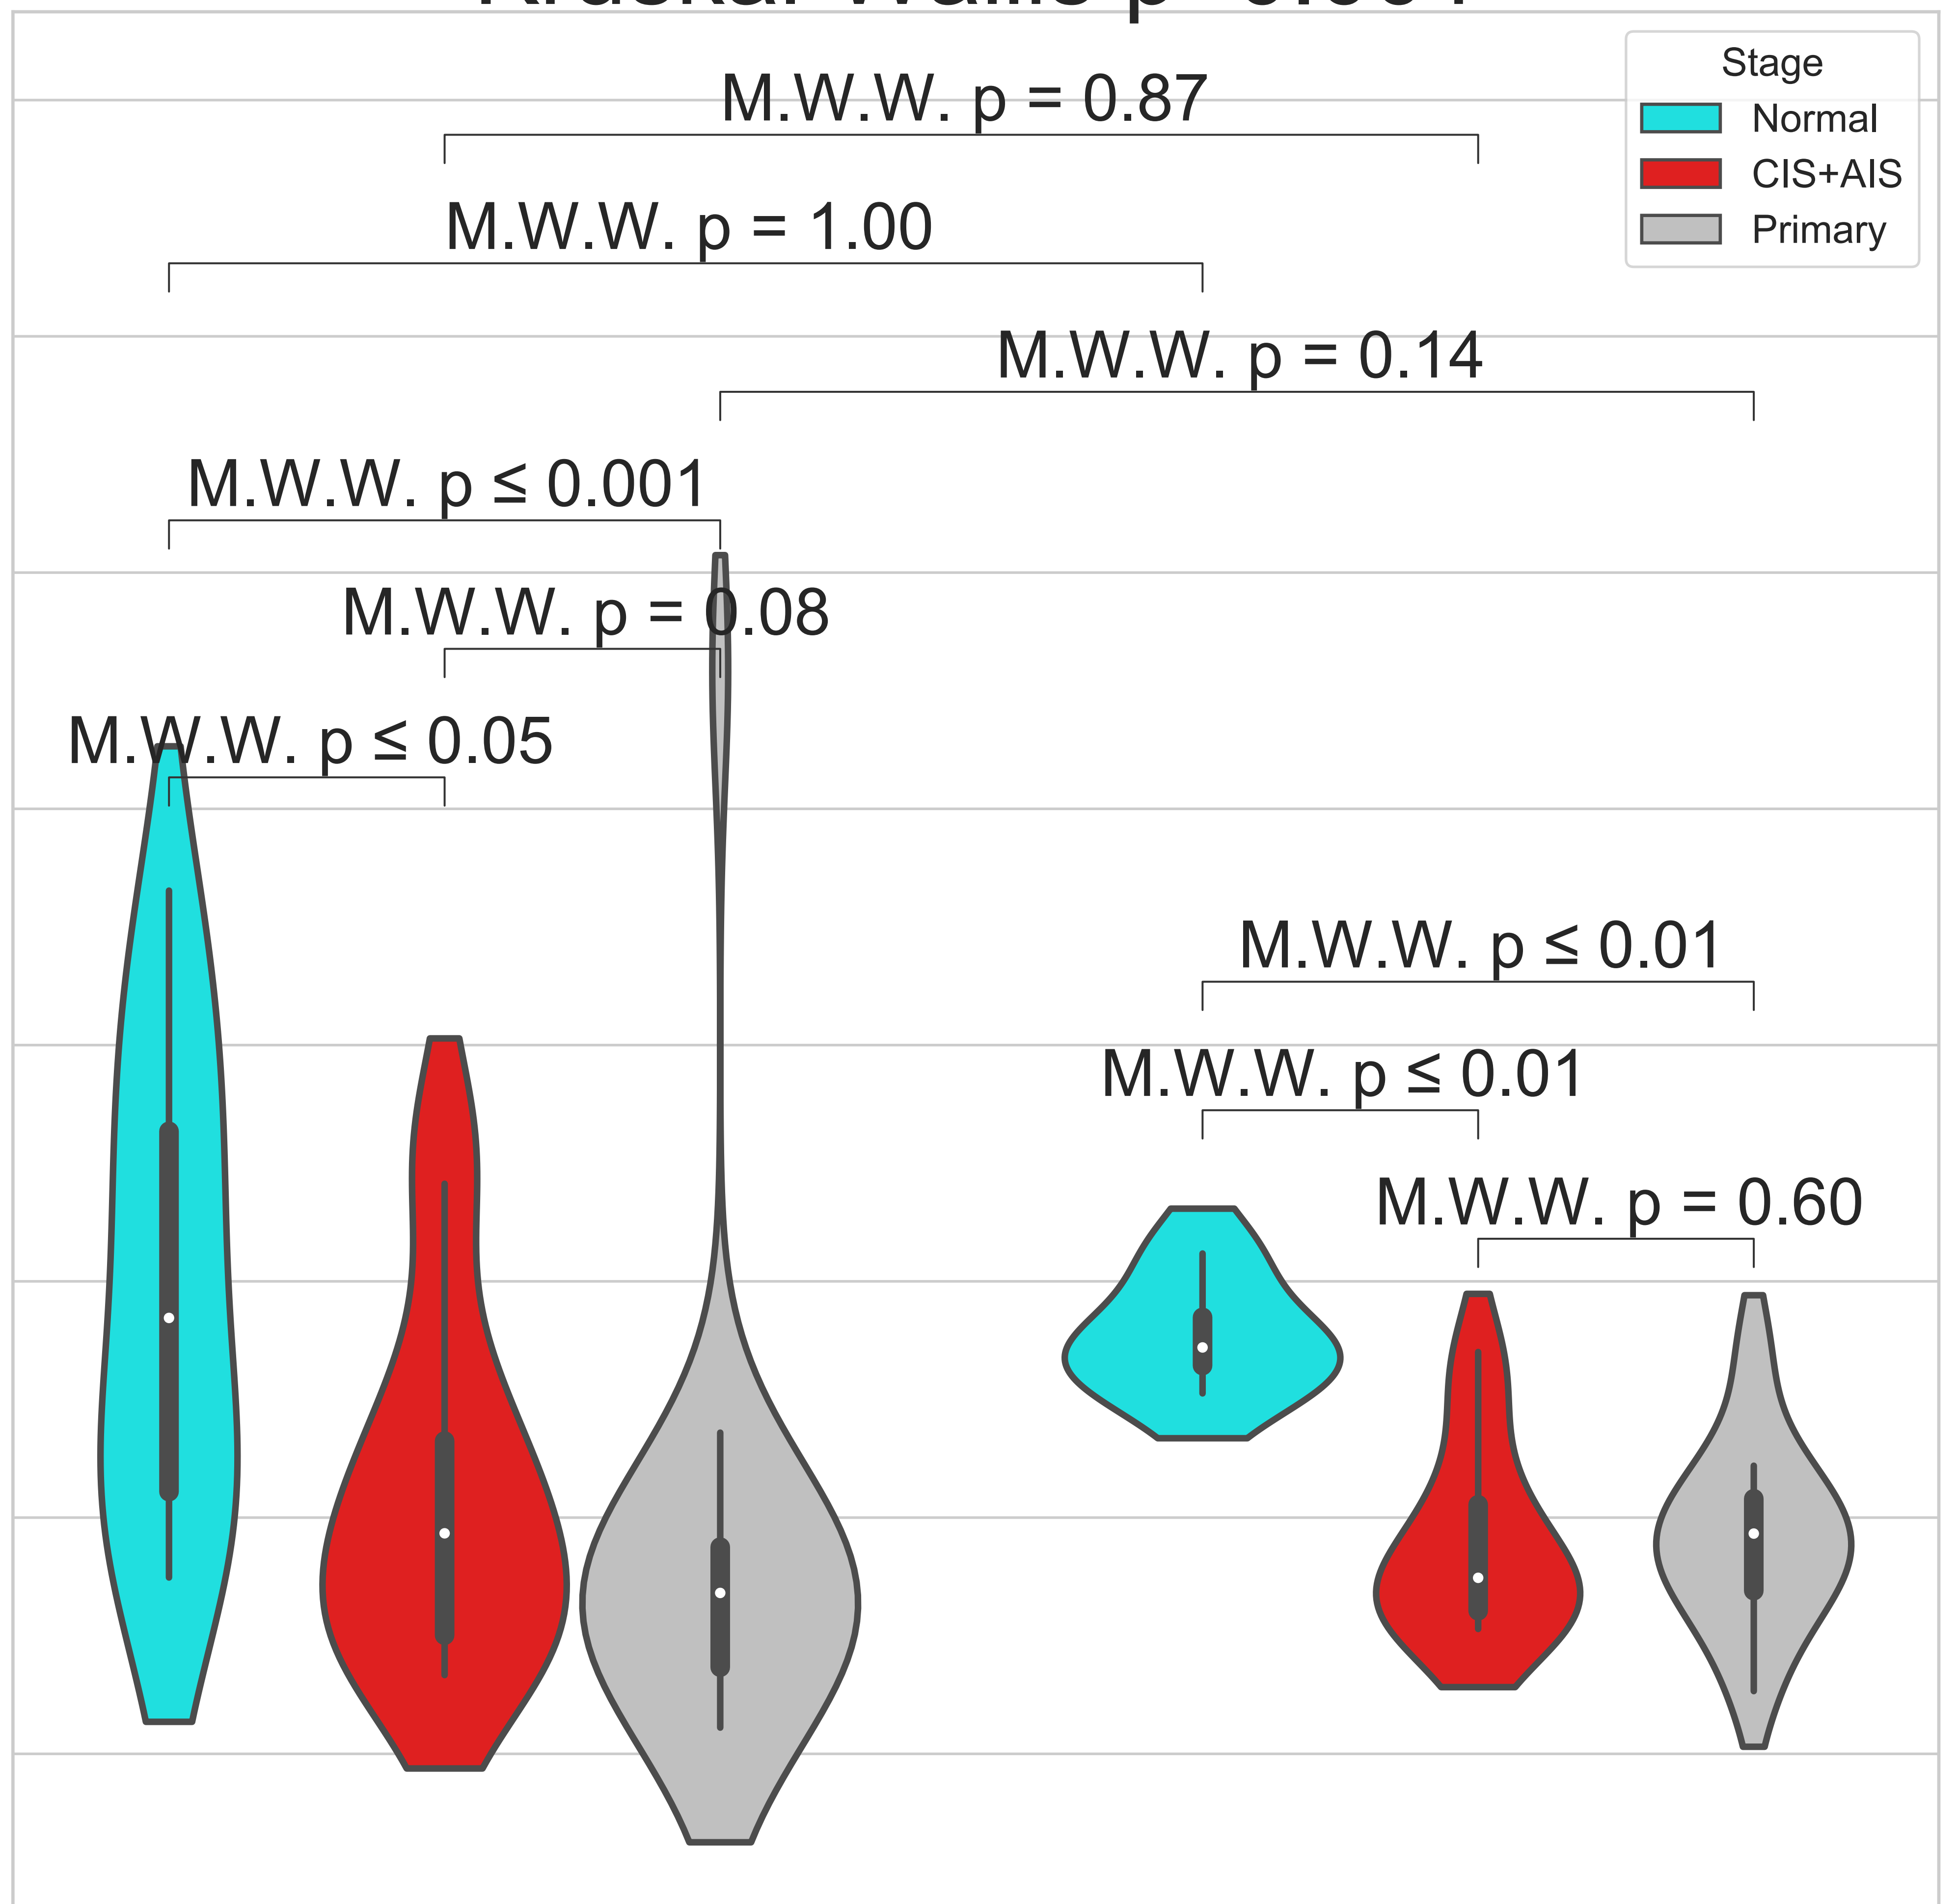 Stage
Normal
CIS+AIS
Primary
M.W.W. p = 0.87
M.W.W. p = 1.00
M.W.W. p = 0.14
M.W.W. p ≤ 0.001
M.W.W. p = 0.08
M.W.W. p ≤ 0.05
M.W.W. p ≤ 0.01
M.W.W. p ≤ 0.01
M.W.W. p = 0.60